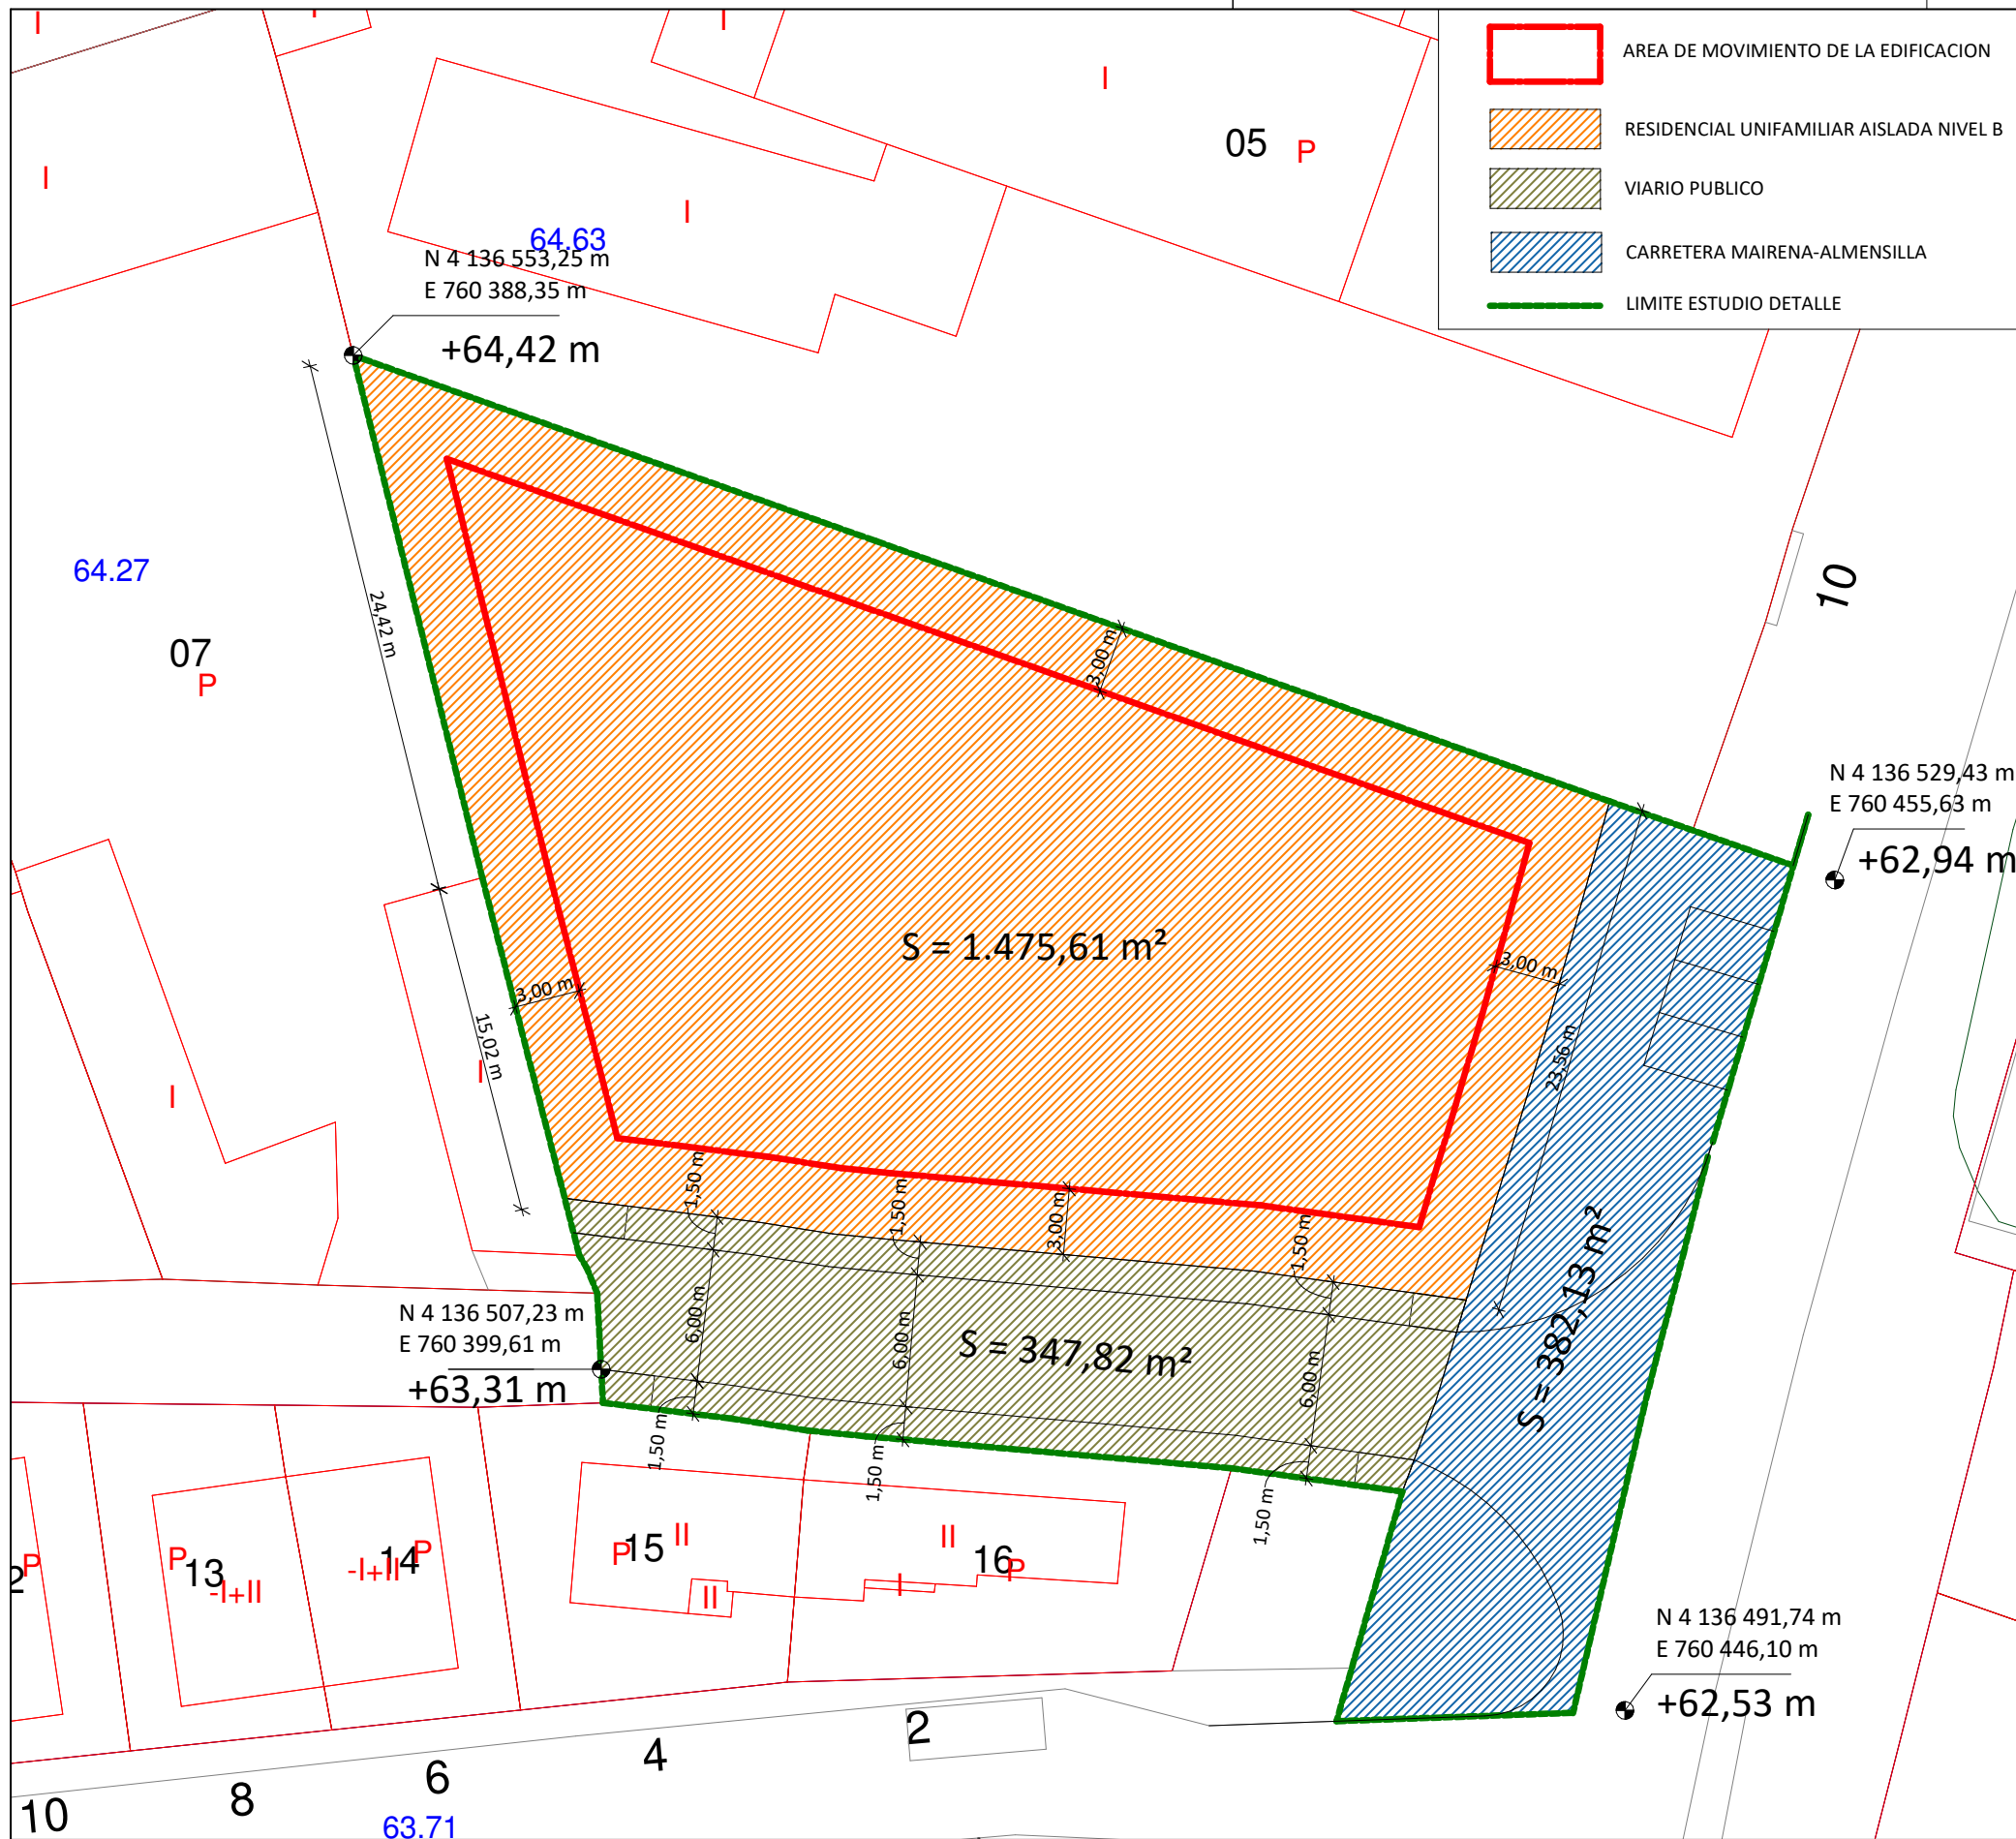 AREA DE MOVIMIENTO DE LA EDIFICACION
RESIDENCIAL UNIFAMILIAR AISLADA NIVEL B
VIARIO PUBLICO
CARRETERA MAIRENA-ALMENSILLA
LIMITE ESTUDIO DETALLE
I
I
I
05
P
I
I
64.63
N 4 136 553,25 m
E 760 388,35 m
+64,42 m
64.27
07
P
24,42 m
3,00 m
10
N 4 136 529,43 m
E 760 455,63 m
+62,94 m
S = 1.475,61 m²
3,00 m
3,00 m
15,02 m
23,56 m
I
I
1,50 m
1,50 m
3,00 m
1,50 m
S = 382,13 m²
N 4 136 507,23 m
E 760 399,61 m
+63,31 m
6,00 m
6,00 m
S = 347,82 m²
6,00 m
1,50 m
1,50 m
1,50 m
2
P
P
13
-I+II
-I+II
14
P
P
15
II
II
II
I
16
P
N 4 136 491,74 m
E 760 446,10 m
+62,53 m
2
4
6
8
10
63.71